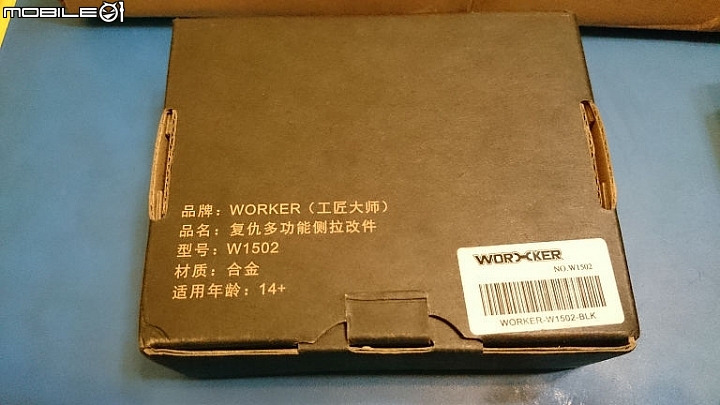 MOBILE01
品牌：WORKER（工匠大师）
品名：复仇多功能侧拉改件
型号：W1502
材质：合金
适用年龄：14+
WORKER
NO.W1502
WORKER-W1502-BLK